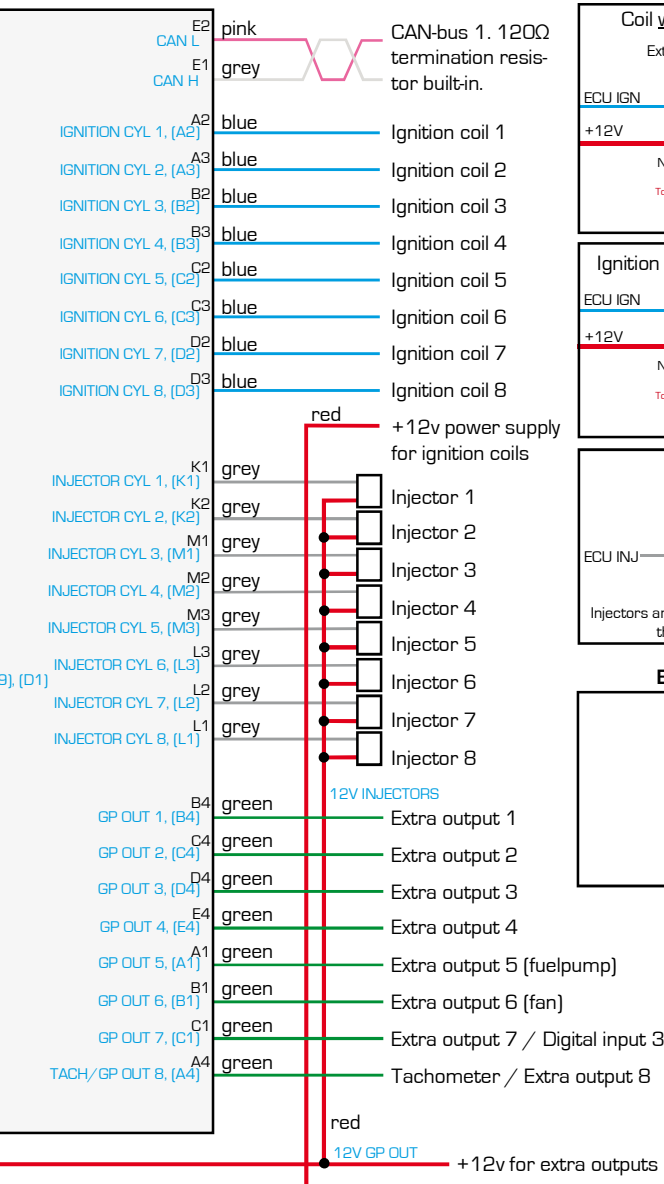 E2 pink
CAN L
CAN-bus 1. 120Ω
termination resis-
tor built-in.
E1 grey
CAN H
A2 blue
IGNITION CYL 1, (A2)
Ignition coil 1
A3 blue
IGNITION CYL 2, (A3)
Ignition coil 2
B2 blue
IGNITION CYL 3, (B2)
Ignition coil 3
B3 blue
IGNITION CYL 4, (B3)
Ignition coil 4
C2 blue
IGNITION CYL 5, (C2)
Ignition coil 5
C3 blue
IGNITION CYL 6, (C3)
Ignition coil 6
D2 blue
IGNITION CYL 7, (D2)
Ignition coil 7
D3 blue
IGNITION CYL 8, (D3)
Ignition coil 8
red
+12v power supply
for ignition coils
K1 grey
INJECTOR CYL 1, (K1)
Injector 1
K2 grey
INJECTOR CYL 2, (K2)
Injector 2
M1 grey
INJECTOR CYL 3, (M1)
Injector 3
M2 grey
INJECTOR CYL 4, (M2)
Injector 4
M3 grey
INJECTOR CYL 5, (M3)
Injector 5
L3 grey
INJECTOR CYL 6, (L3)
Injector 6
9), (D1)
L2 grey
INJECTOR CYL 7, (L2)
Injector 7
L1 grey
INJECTOR CYL 8, (L1)
Injector 8
12V INJECTORS
B4 green
GP OUT 1, (B4)
Extra output 1
C4 green
GP OUT 2, (C4)
Extra output 2
D4 green
GP OUT 3, (D4)
Extra output 3
E4 green
GP OUT 4, (E4)
Extra output 4
A1 green
GP OUT 5, (A1)
Extra output 5 (fuelpump)
B1 green
GP OUT 6, (B1)
Extra output 6 (fan)
C1 green
GP OUT 7, (C1)
Extra output 7 / Digital input 3
A4 green
TACH/GP OUT 8, (A4)
Tachometer / Extra output 8
red
12V GP OUT
+12v for extra outputs
Coil
ECU IGN
+12V
Ignition
ECU IGN
+12V
ECU INJ
Injectors